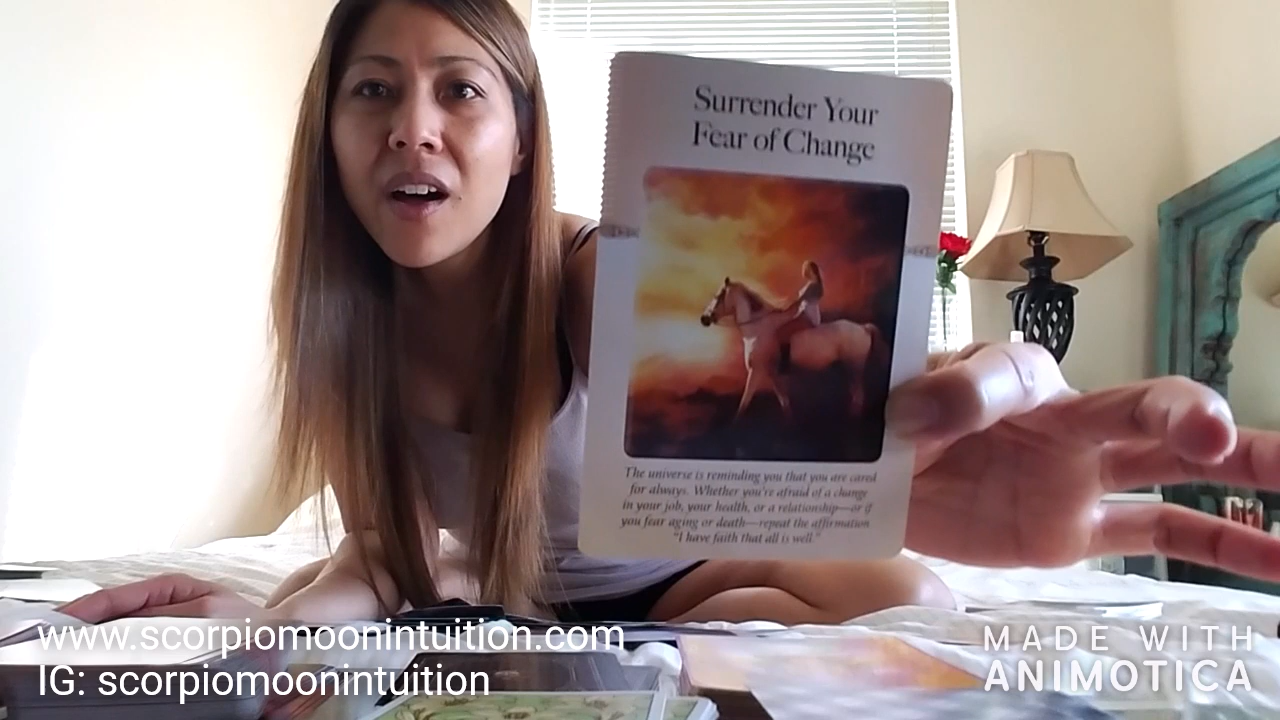 Surrender Your
Fear of Change
The universe is reminding you that you are cared
for always. Whether you're afraid of a change
in your job, your health, or a relationship—or if
you fear aging or death—repeat the affirmation
"I have faith that all is well."
www.scorpiomoonintuition.com
IG: scorpiomoonintuition
MADE WITH
ANIMOTICA